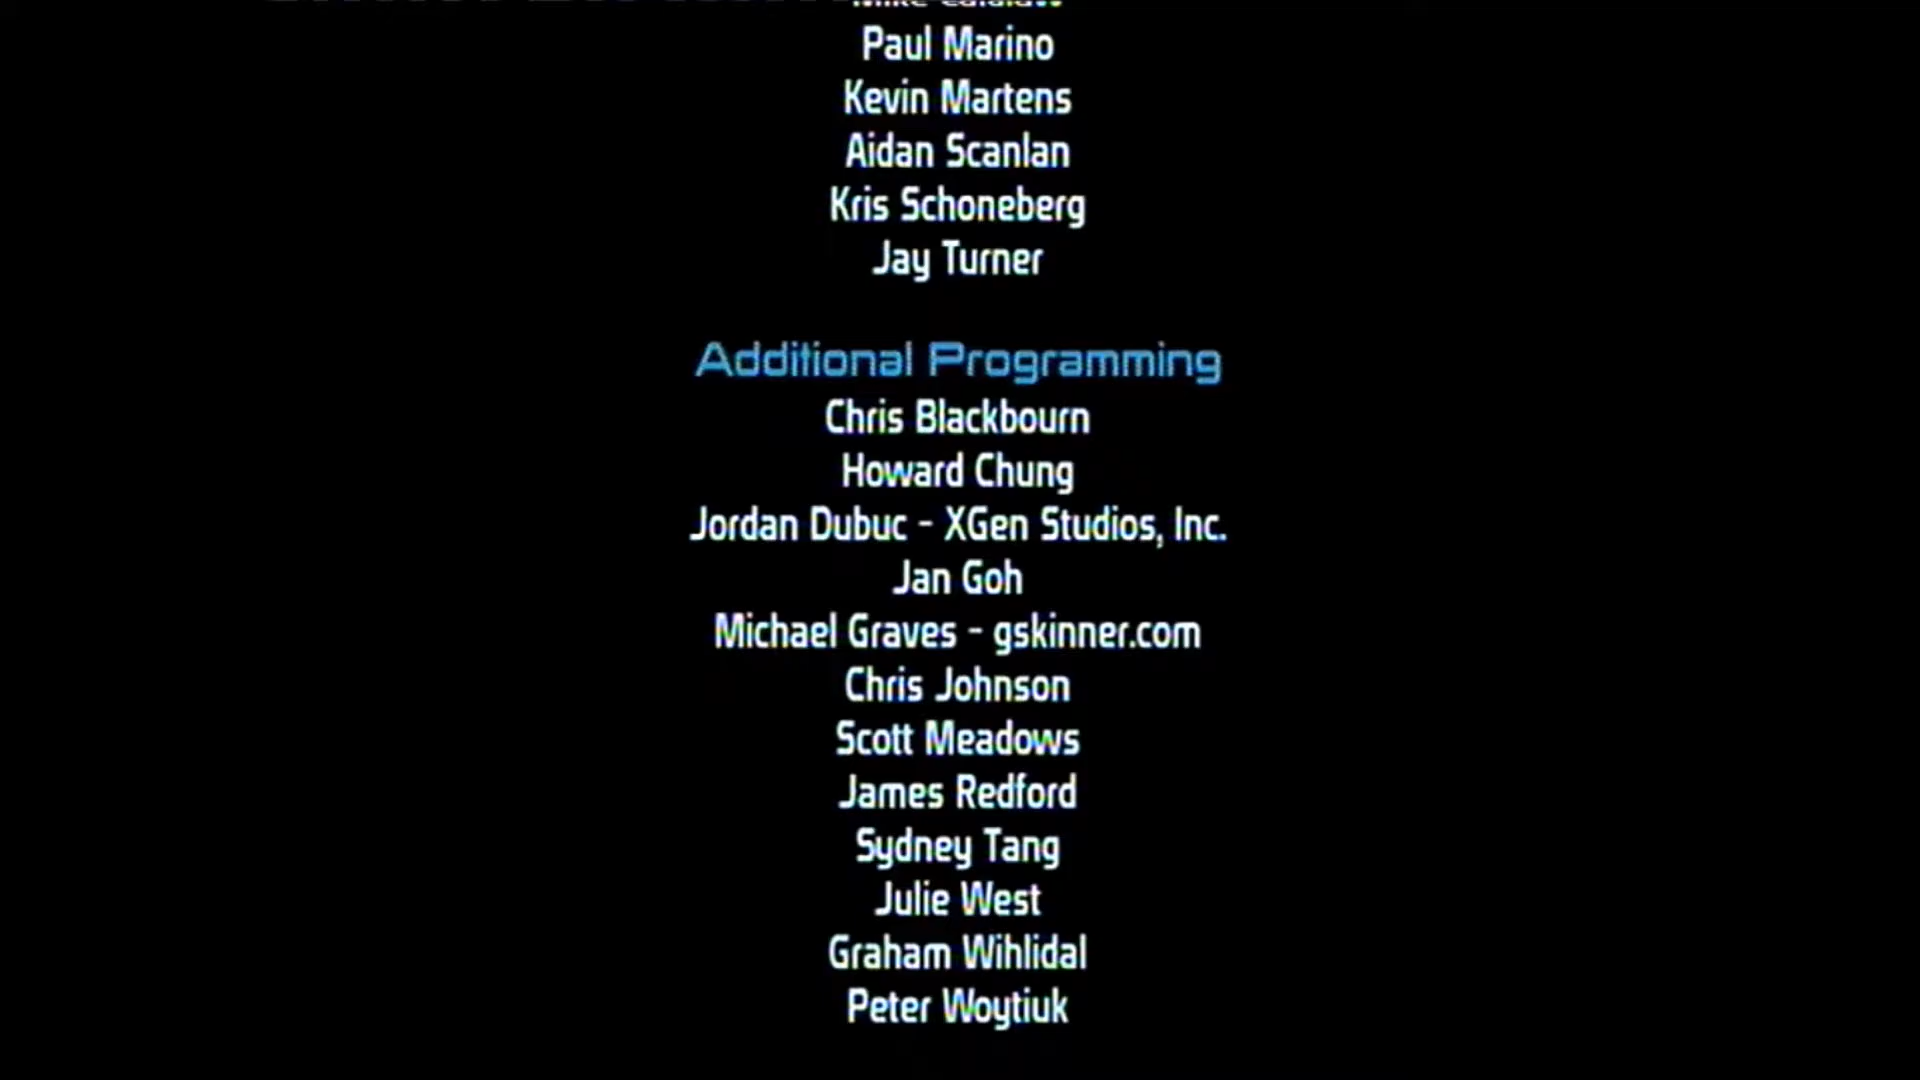 Paul Marino
Kevin Martens
Aidan Scanlan
Kris Schoneberg
Jay Turner
Additional Programming
Chris Blackbourn
Howard Chung
Jordan Dubuc - XGen Studios, Inc.
Jan Goh
Michael Graves - gskinner.com
Chris Johnson
Scott Meadows
James Redford
Sydney Tang
Julie West
Graham Wihlidal
Peter Woytiuk